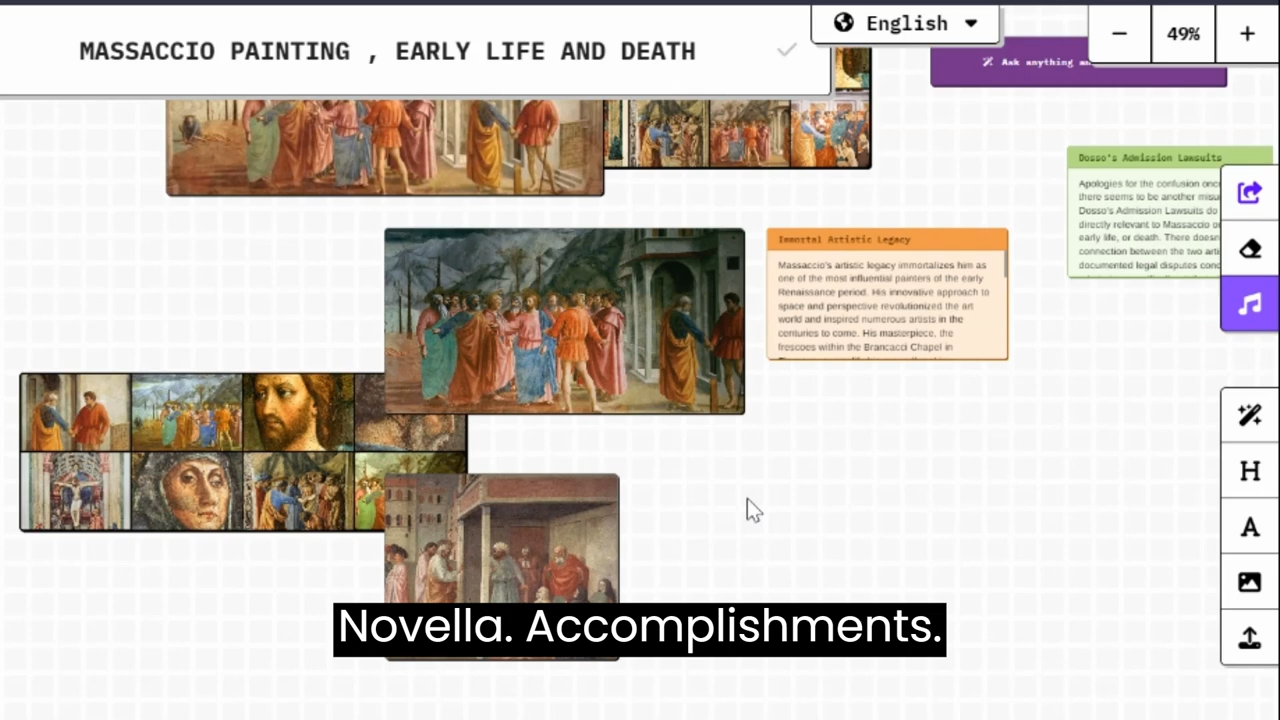 MASSACCIO PAINTING , EARLY LIFE AND DEATH
English
49%
Ask anything
Dosso's Admission Lawsuits
Apologies for the confusion
there seems to be another
Dosso's Admission Lawsuits do
directly relevant to Massaccio
early life, or death. There
connection between the two
documented legal disputes
Immortal Artistic Legacy
Massaccio's artistic legacy immortalizes him as
one of the most influential painters of the early
Renaissance period. His innovative approach to
space and perspective revolutionized the art
world and inspired numerous artists in the
centuries to come. His masterpiece, the
frescoes within the Brancacci Chapel in
H
A
Novella. Accomplishments.